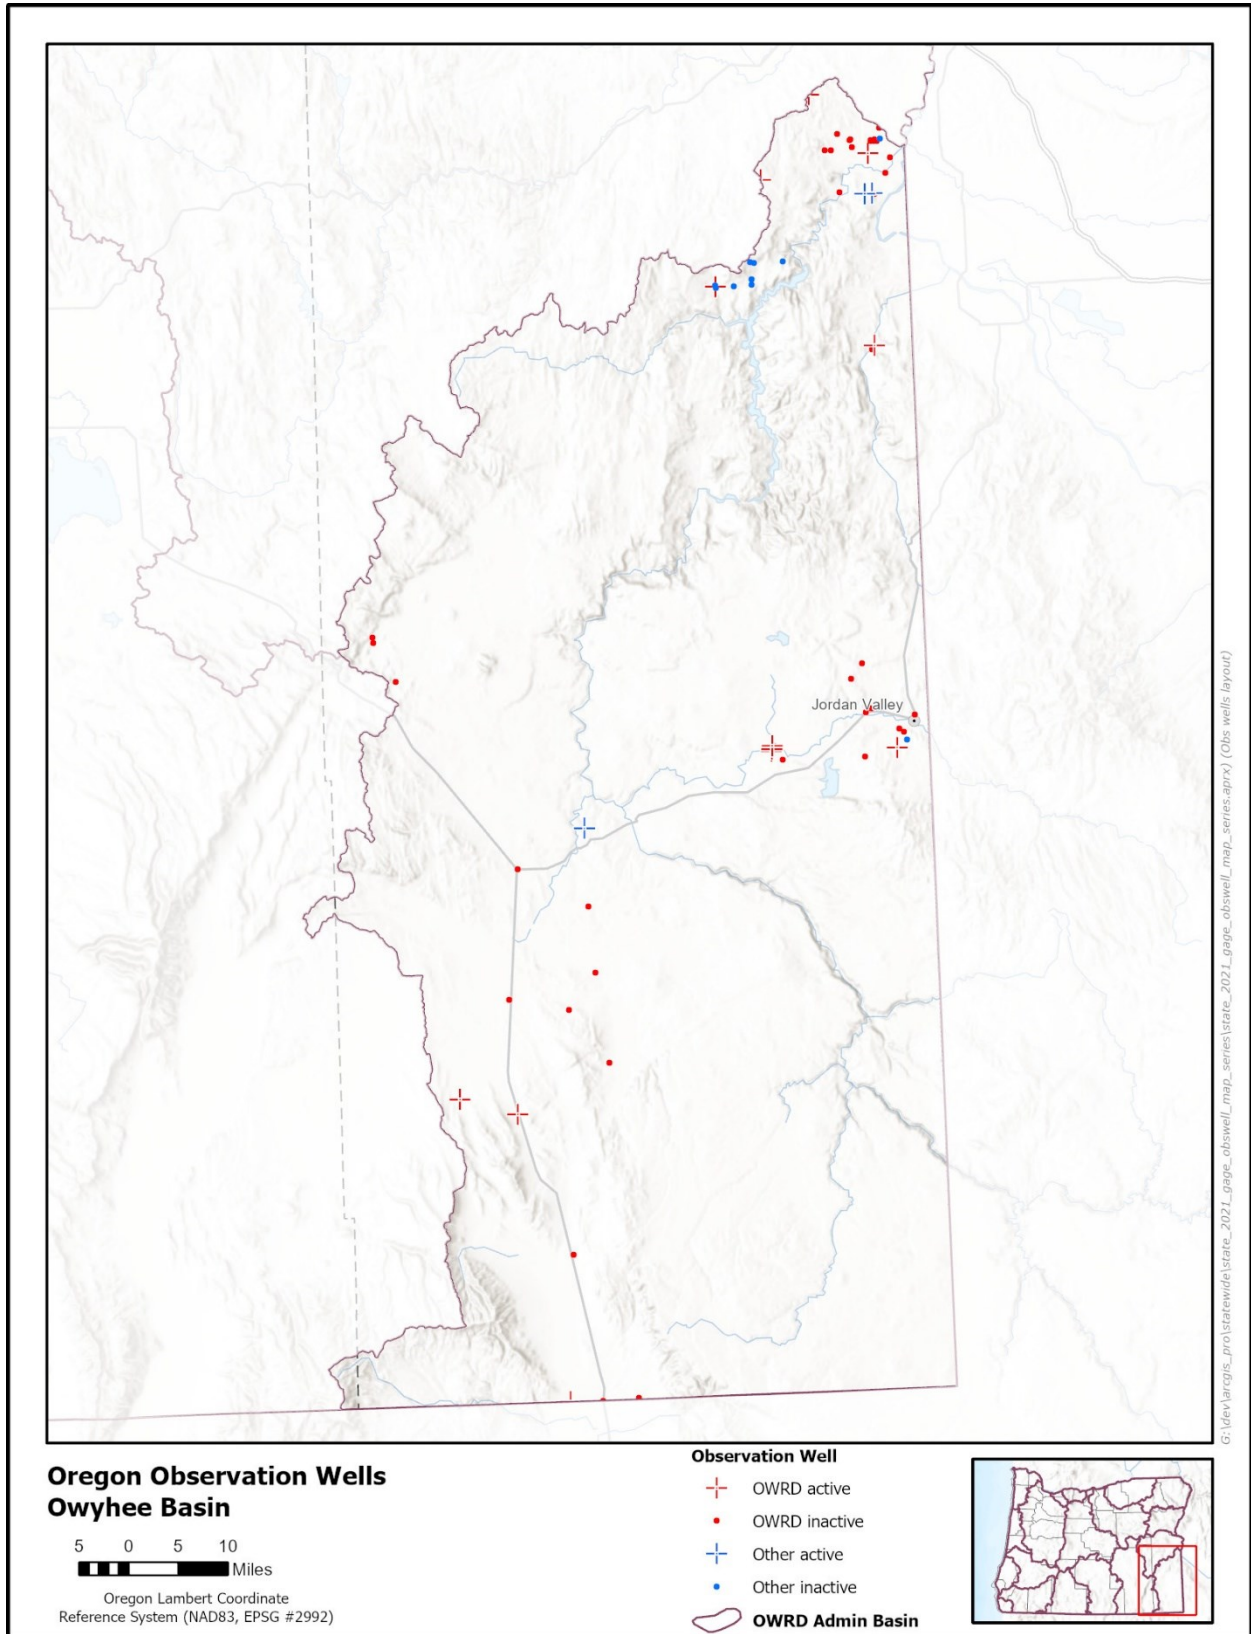 Jordan Valley
G:\dev\arcgis_pro\statewide\state_2021_gage_obswell_map_series\state_2021_gage_obswell_map_series.aprx) (Obs wells layout)
Oregon Observation Wells
Owyhee Basin
5 0 5 10
Miles
Oregon Lambert Coordinate
Reference System (NAD83, EPSG #2992)
Observation Well
OWRD active
OWRD inactive
Other active
Other inactive
OWRD Admin Basin